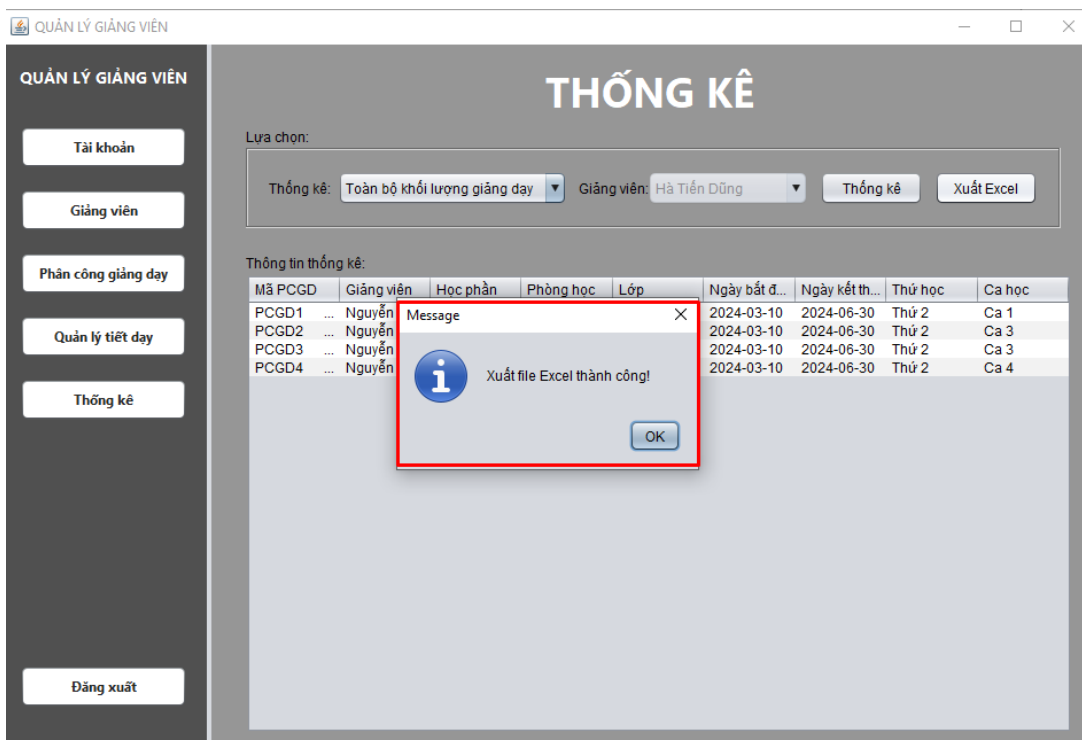 QUẢN LÝ GIẢNG VIÊN
QUẢN LÝ GIẢNG VIÊN
Tài khoản
Giảng viên
Phân công giảng dạy
Quản lý tiết dạy
Thống kê
Đăng xuất
THỐNG KÊ
Lựa chọn:
Thống kê: Toàn bộ khối lượng giảng dạy Giảng viên: Hà Tiến Dũng Thống kê Xuất Excel
Thông tin thống kê:
Mã PCGD Giảng viên Học phần Phòng học Lớp Ngày bắt đ... Ngày kết th... Thứ học Ca học
PCGD1 ... Nguyễn 2024-03-10 2024-06-30 Thứ 2 Ca 1
PCGD2 ... Nguyễn 2024-03-10 2024-06-30 Thứ 2 Ca 3
PCGD3 ... Nguyễn 2024-03-10 2024-06-30 Thứ 2 Ca 3
PCGD4 ... Nguyễn 2024-03-10 2024-06-30 Thứ 2 Ca 4
Message
Xuất file Excel thành công!
OK